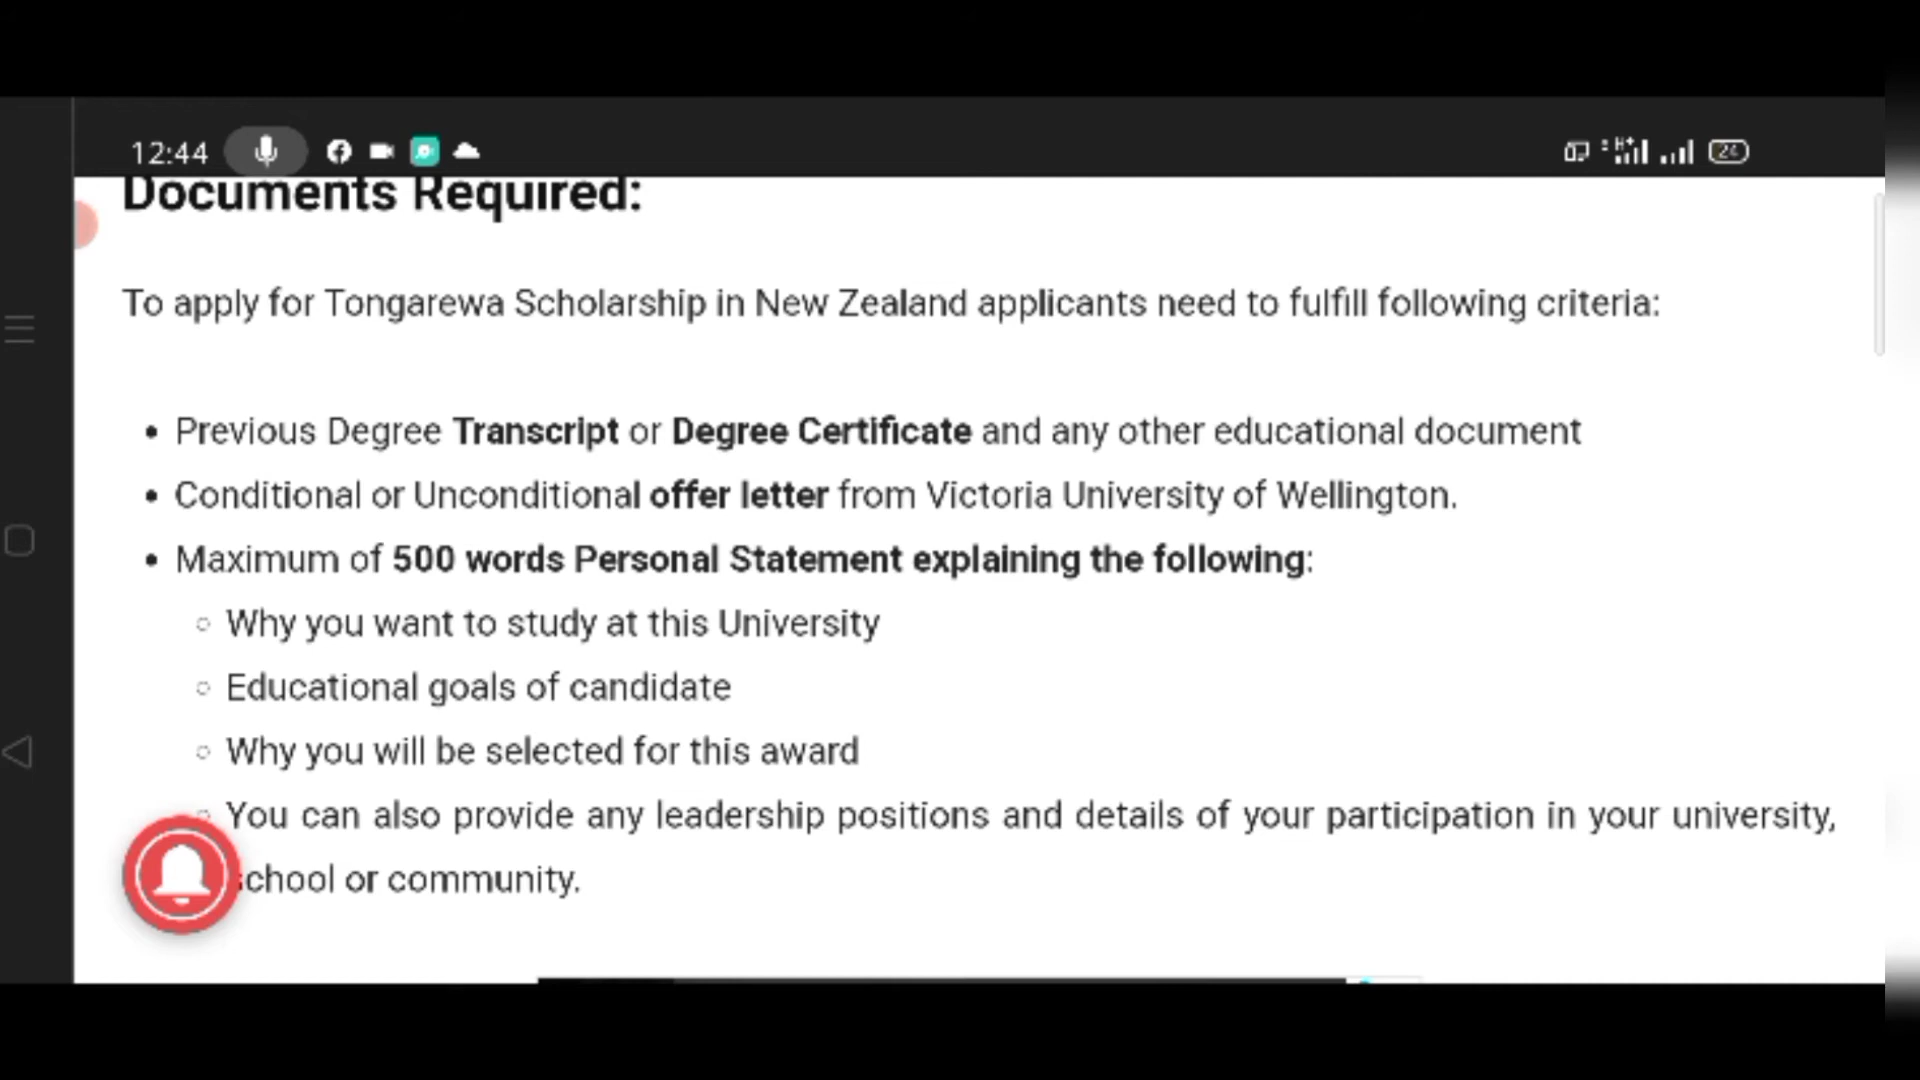 12:44
H+
24
Documents Required:
To apply for Tongarewa Scholarship in New Zealand applicants need to fulfill following criteria:
• Previous Degree Transcript or Degree Certificate and any other educational document
• Conditional or Unconditional offer letter from Victoria University of Wellington.
• Maximum of 500 words Personal Statement explaining the following:
○ Why you want to study at this University
○ Educational goals of candidate
○ Why you will be selected for this award
○ You can also provide any leadership positions and details of your participation in your university,
school or community.